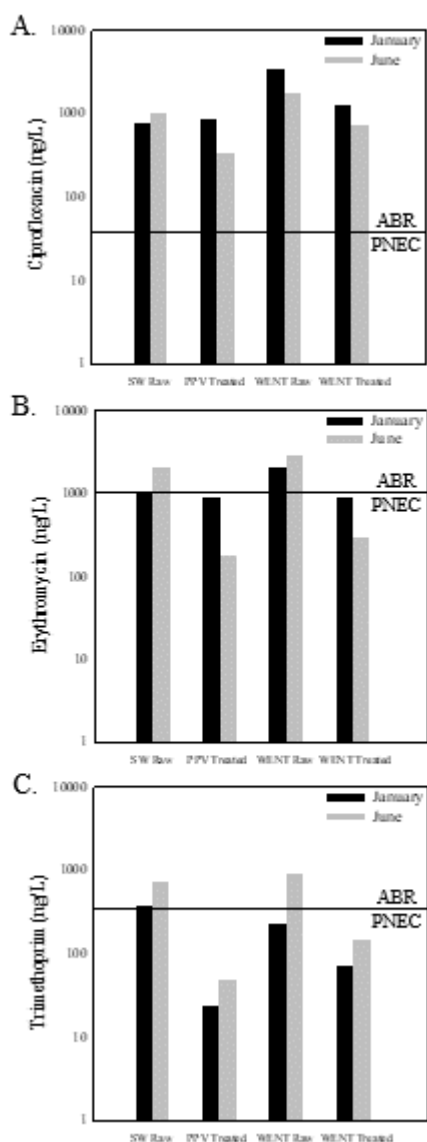 A.
10000
January
June
1000
Ciprofloxacin (ng/L)
100
ABR
PNEC
10
1
SW Raw PPV Treated WENT Raw WENT Treated
B.
10000
January
June
1000
ABR
PNEC
Erythromycin (ng/L)
100
10
1
SW Raw PPV Treated WENT Raw WENT Treated
C.
10000
January
June
1000
ABR
PNEC
Trimethoprim (ng/L)
100
10
1
SW Raw PPV Treated WENT Raw WENT Treated